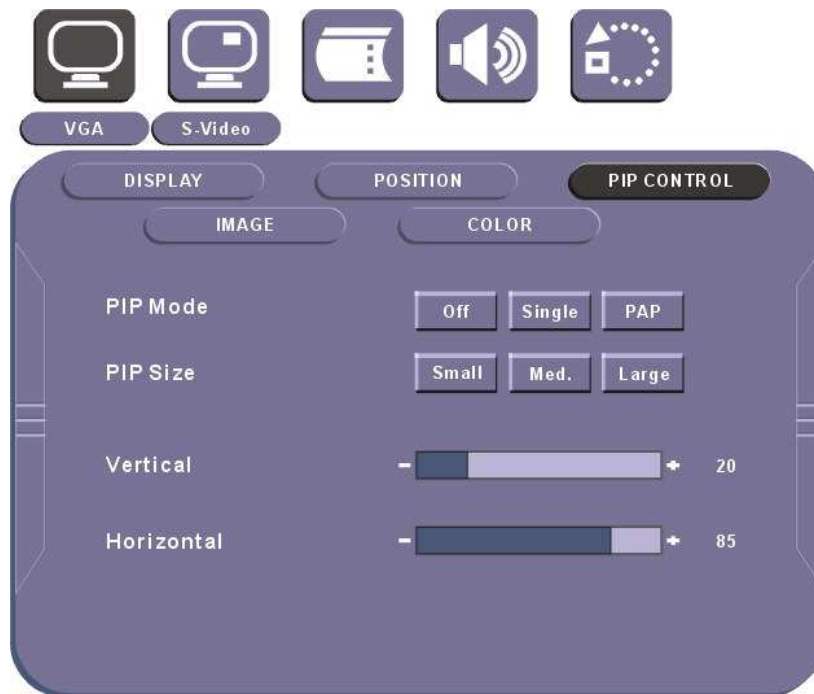 VGA S-Video
DISPLAY POSITION PIP CONTROL
IMAGE COLOR
PIP Mode Off Single PAP
PIP Size Small Med. Large
Vertical - + 20
Horizontal - + 85